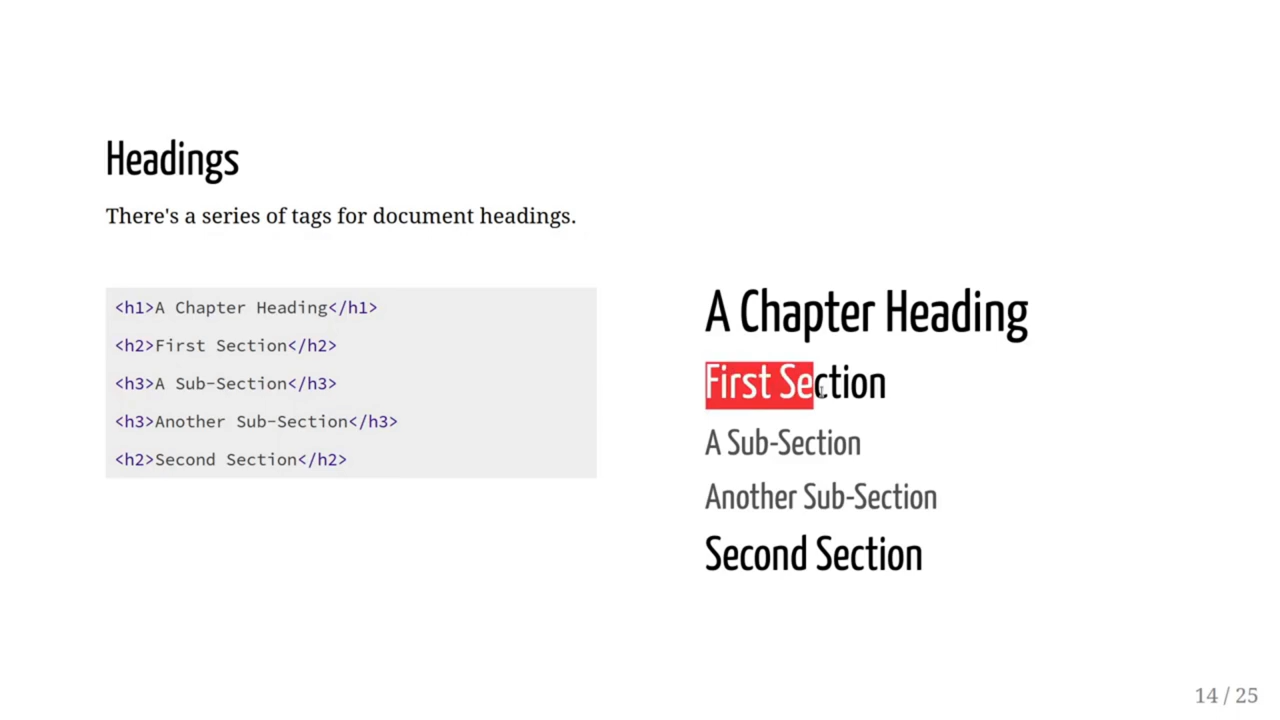 Headings
There's a series of tags for document headings.
<h1>A Chapter Heading</h1>
<h2>First Section</h2>
<h3>A Sub-Section</h3>
<h3>Another Sub-Section</h3>
<h2>Second Section</h2>
A Chapter Heading
First Section
A Sub-Section
Another Sub-Section
Second Section
14 / 25